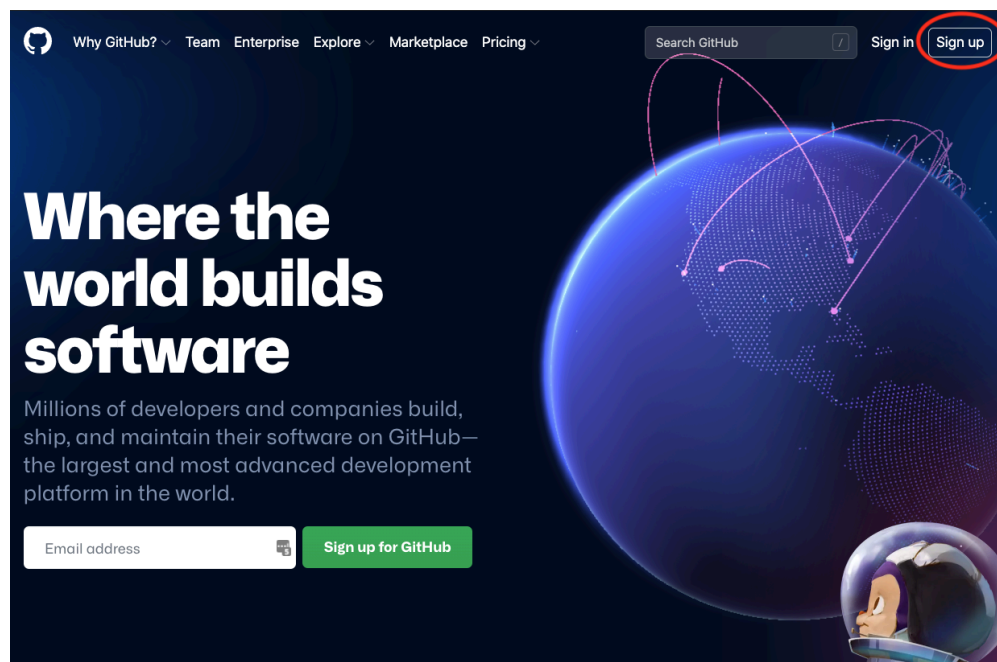 Why GitHub? Team Enterprise Explore Marketplace Pricing Search GitHub / Sign in Sign up
Where the
world builds
software
Millions of developers and companies build,
ship, and maintain their software on GitHub—
the largest and most advanced development
platform in the world.
Email address Sign up for GitHub